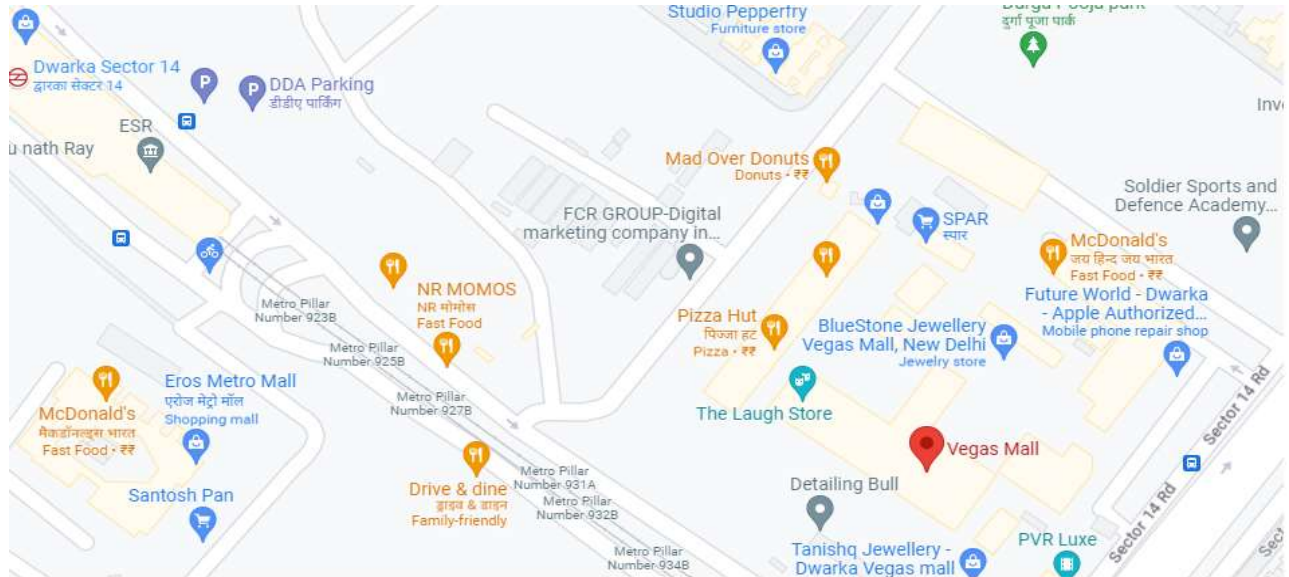 Studio Pepperfry
Furniture store
दुर्गा पूजा पार्क
Dwarka Sector 14
द्वारका सेक्टर 14
P
P
DDA Parking
डीडीए पार्किंग
ESR
nath Ray
Mad Over Donuts
Donuts • ₹₹
FCR GROUP-Digital
marketing company in...
SPAR
स्पार
Soldier Sports and
Defence Academy...
McDonald's
जय हिन्द जय भारत
Fast Food • ₹₹
NR MOMOS
NR मोमोस
Fast Food
Metro Pillar
Number 923B
Metro Pillar
Number 925B
Metro Pillar
Number 927B
Pizza Hut
पिज्जा हट
Pizza • ₹₹
BlueStone Jewellery
Vegas Mall, New Delhi
Jewelry store
Future World - Dwarka
- Apple Authorized...
Mobile phone repair shop
McDonald's
मैकडॉनल्ड्स भारत
Fast Food • ₹₹
Eros Metro Mall
एरोज मेट्रो मॉल
Shopping mall
The Laugh Store
Vegas Mall
Sector 14 Rd
Santosh Pan
Drive & dine
ड्राइव & डाइन
Family-friendly
Metro Pillar
Number 931A
Metro Pillar
Number 932B
Metro Pillar
Number 934B
Detailing Bull
Tanishq Jewellery -
Dwarka Vegas mall
PVR Luxe
Sector 14 Rd